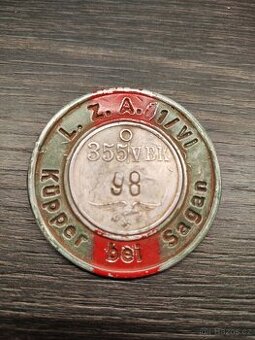 L. Z. A. 11/VI
355VBK
98
Küpper bei Sagan